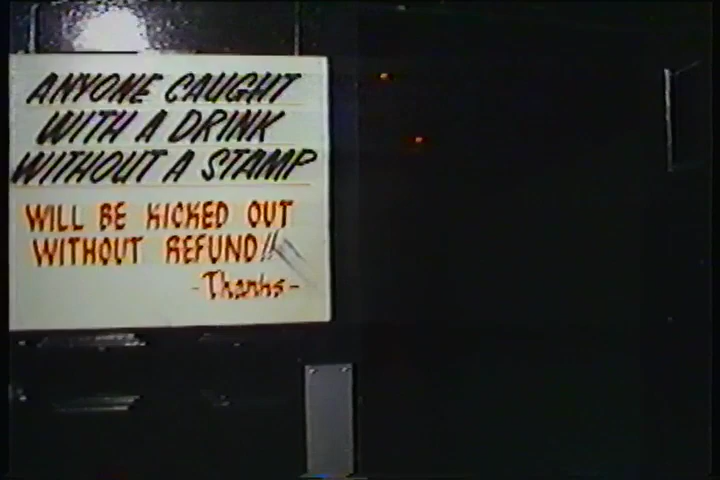 ANYONE CAUGHT
WITH A DRINK
WITHOUT A STAMP
WILL BE KICKED OUT
WITHOUT REFUND!!
-Thanks-